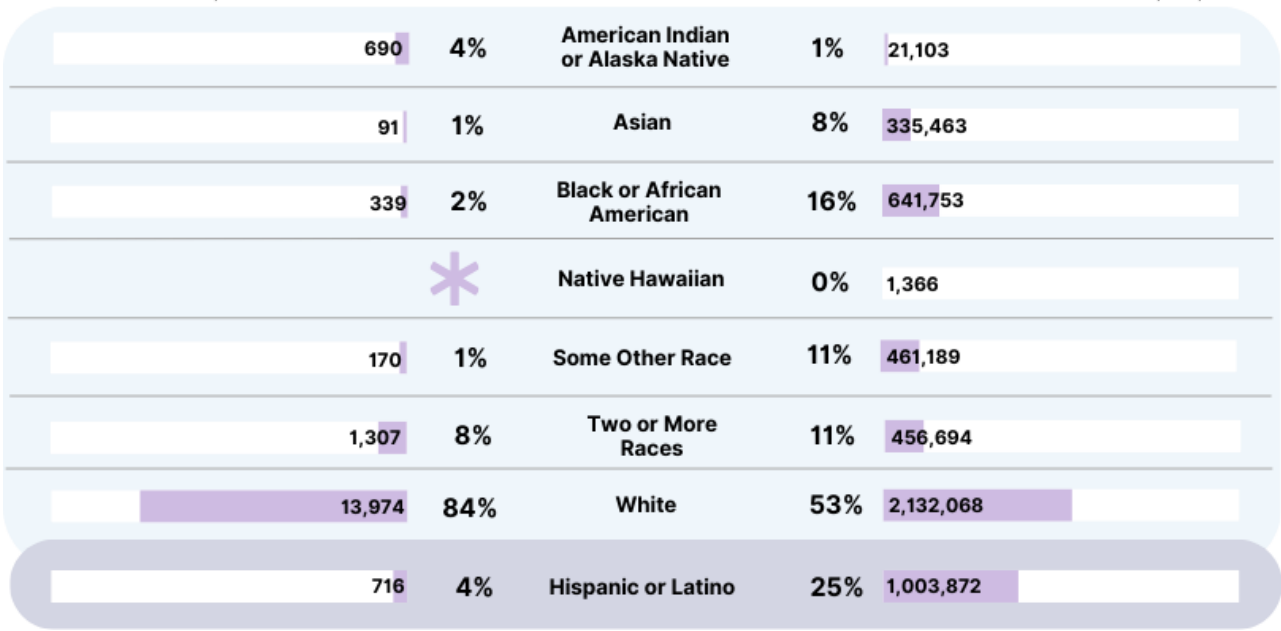 690 4% American Indian or Alaska Native 1% 21,103
91 1% Asian 8% 335,463
339 2% Black or African American 16% 641,753
* Native Hawaiian 0% 1,366
170 1% Some Other Race 11% 461,189
1,307 8% Two or More Races 11% 456,694
13,974 84% White 53% 2,132,068
716 4% Hispanic or Latino 25% 1,003,872